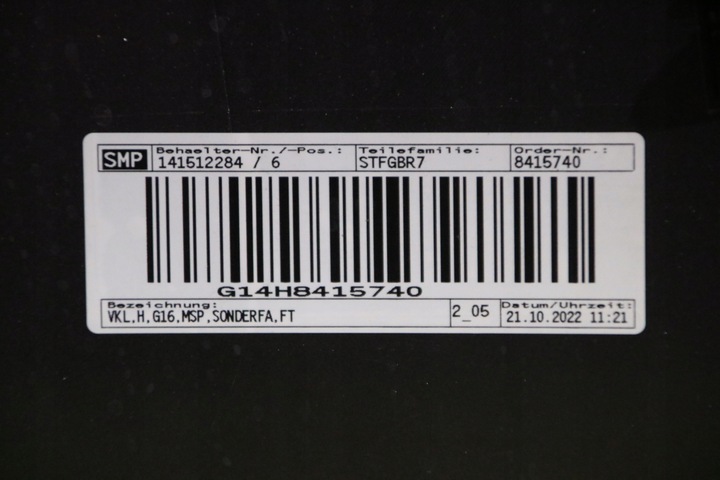 SMP Behaelter-Nr./-Pos.: Teilefamilie: Order-Nr.:
141512284 / 6 STFGBR7 8415740
G14H8415740
Bezeichnung: 2_05 Datum/Uhrzeit:
VKL,H,G16,MSP,SONDERFA,FT 21.10.2022 11:21